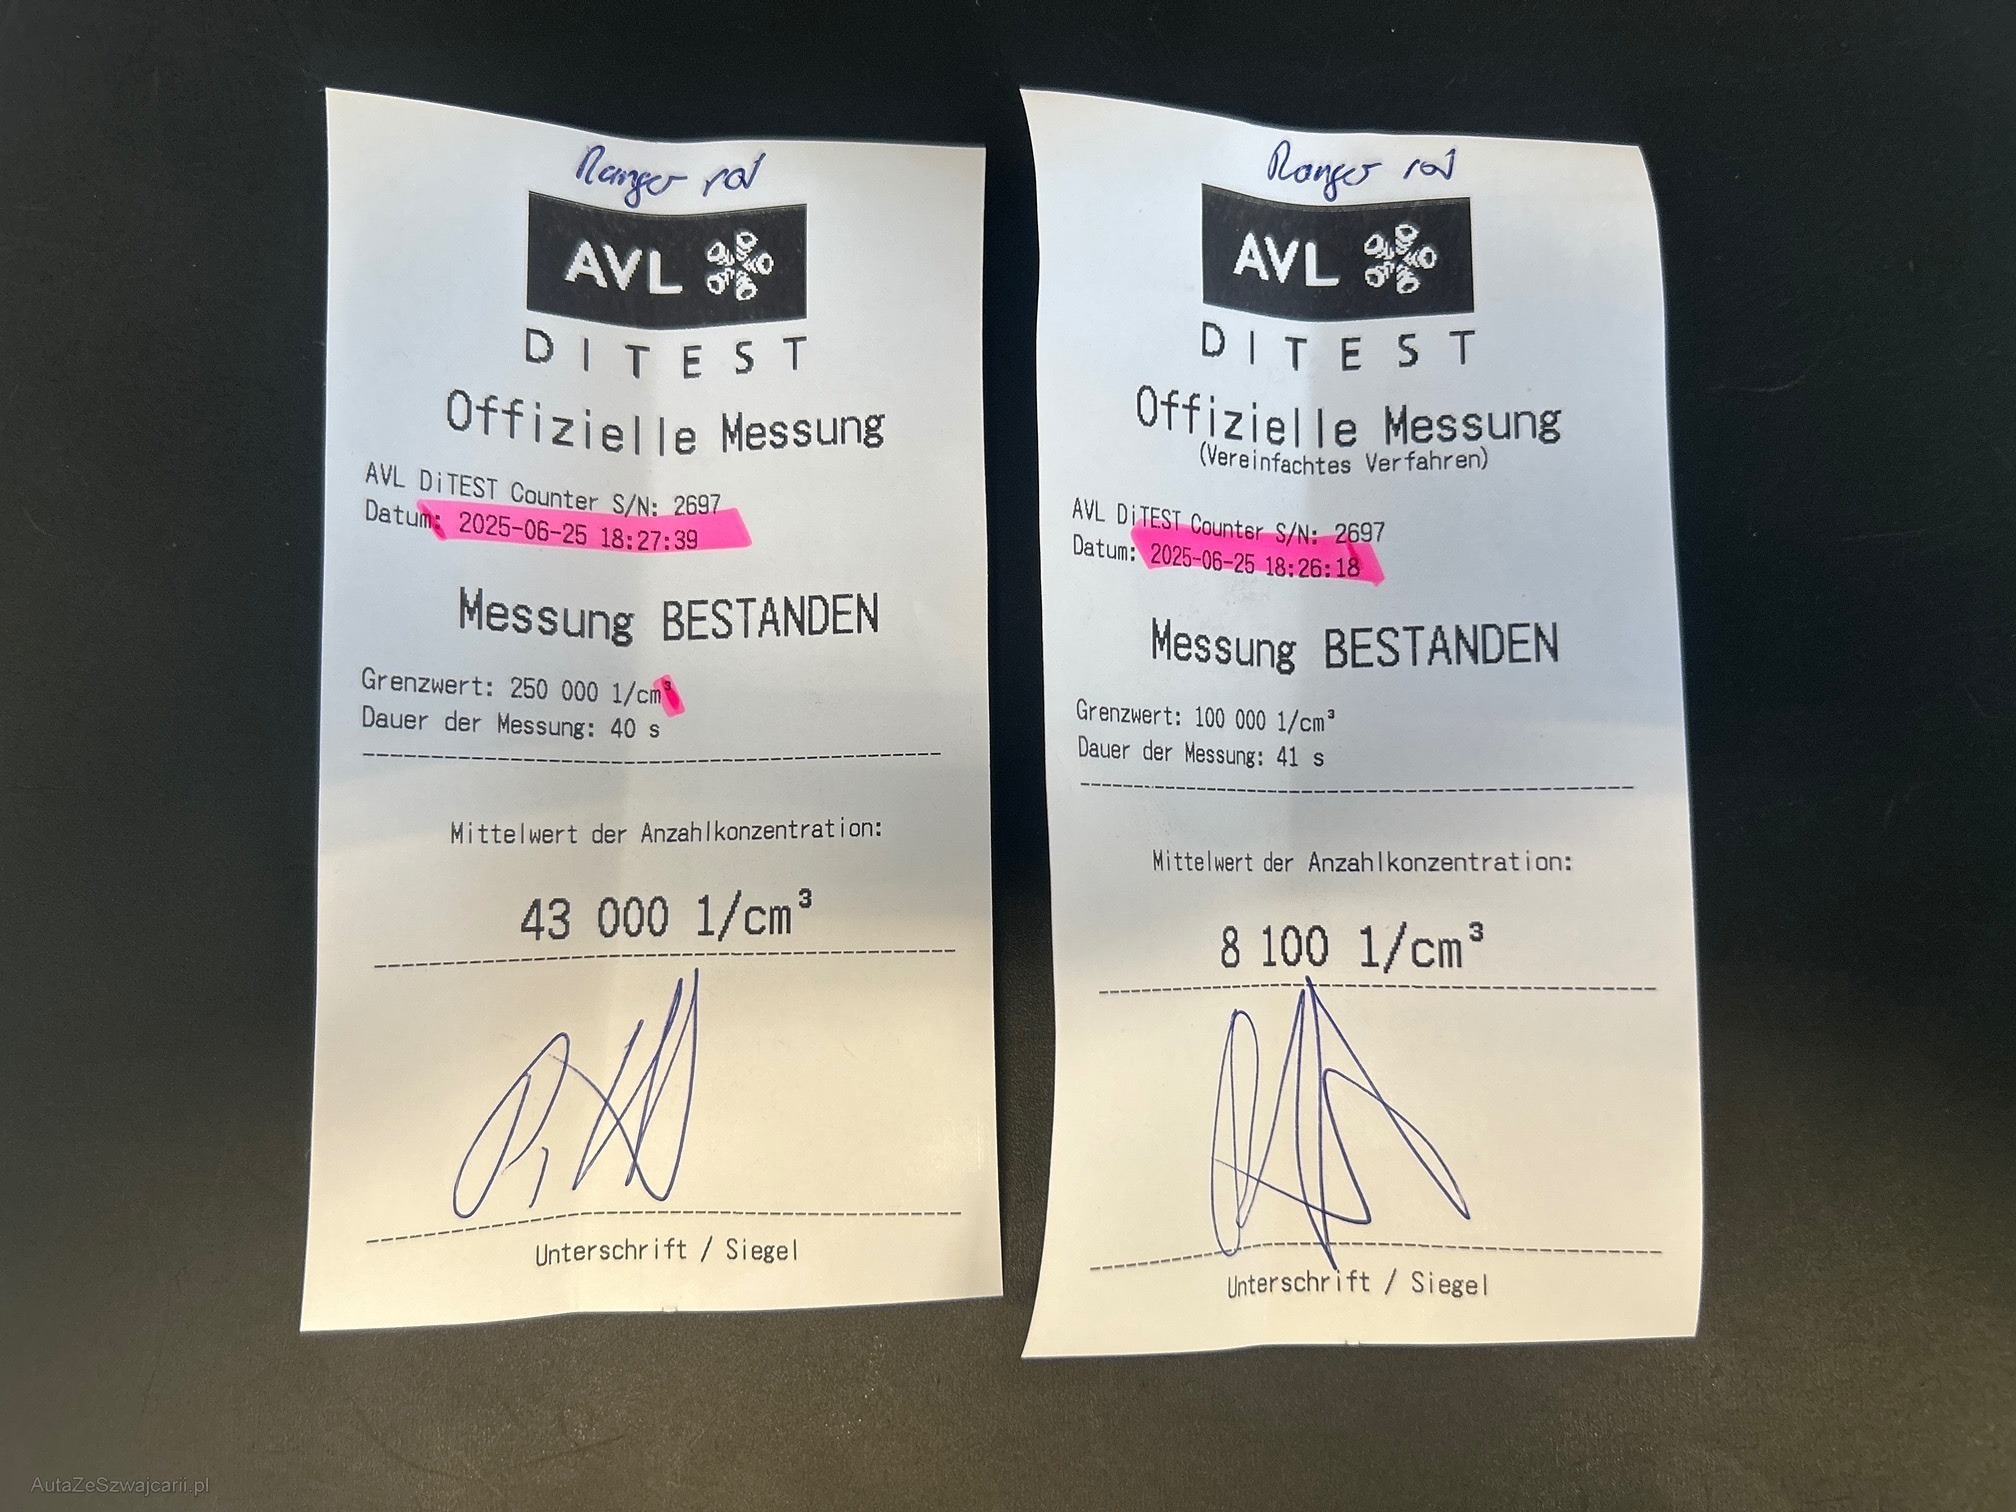 Ranger rot
AVL
DITEST
Offizielle Messung
AVL DiTEST Counter S/N: 2697
Datum: 2025-06-25 18:27:39
Messung BESTANDEN
Grenzwert: 250 000 1/cm³
Dauer der Messung: 40 s
Mittelwert der Anzahlkonzentration:
43 000 1/cm³
Unterschrift / Siegel
Ranger rot
AVL
DITEST
Offizielle Messung
(Vereinfachtes Verfahren)
AVL DiTEST Counter S/N: 2697
Datum: 2025-06-25 18:26:18
Messung BESTANDEN
Grenzwert: 100 000 1/cm³
Dauer der Messung: 41 s
Mittelwert der Anzahlkonzentration:
8 100 1/cm³
Unterschrift / Siegel
AutaZeSzwajcarii.pl